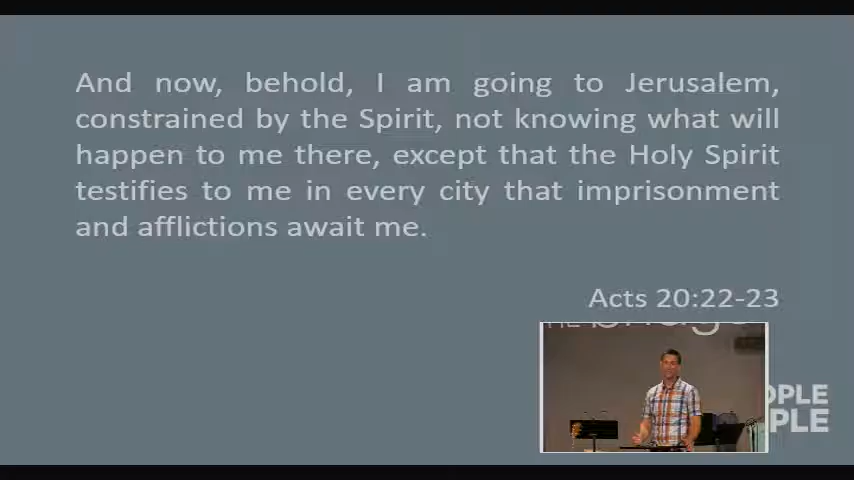 And now, behold, I am going to Jerusalem,
constrained by the Spirit, not knowing what will
happen to me there, except that the Holy Spirit
testifies to me in every city that imprisonment
and afflictions await me.
Acts 20:22-23